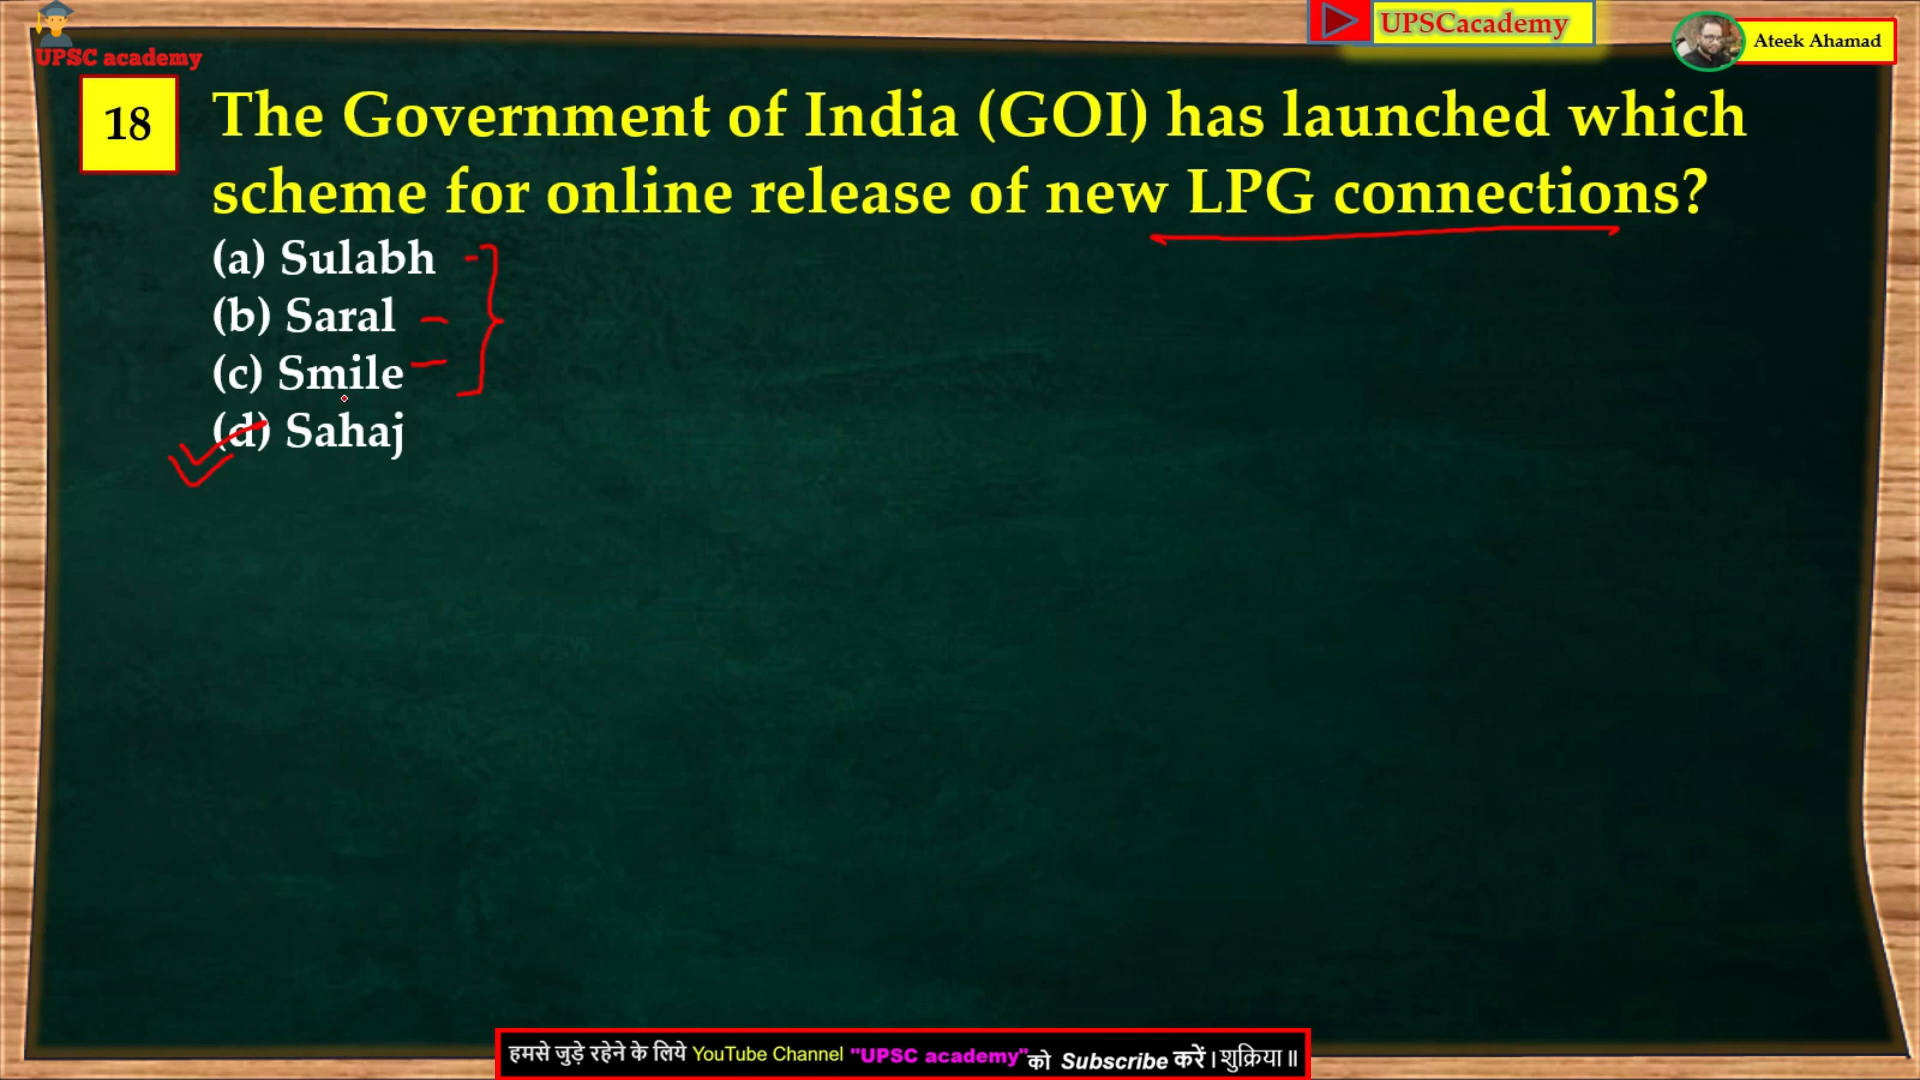 UPSC academy
UPSCacademy
Ateek Ahamad
18
The Government of India (GOI) has launched which
scheme for online release of new LPG connections?
(a) Sulabh
(b) Saral
(c) Smile
(d) Sahaj
हमसे जुड़े रहेने के लिये YouTube Channel "UPSC academy"को Subscribe करें। शुक्रिया॥